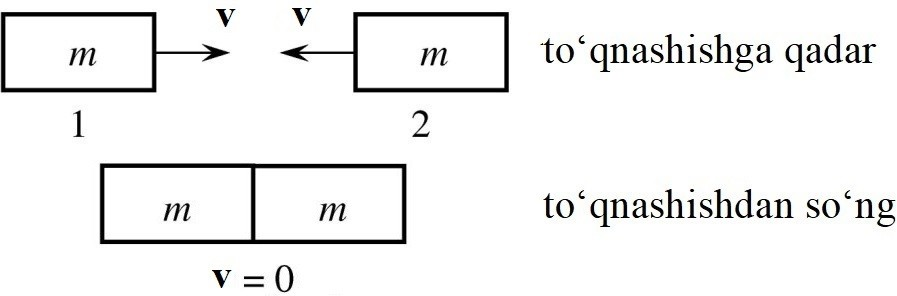 v v
m m to‘qnashishga qadar
1 2
m m to‘qnashishdan so‘ng
v = 0